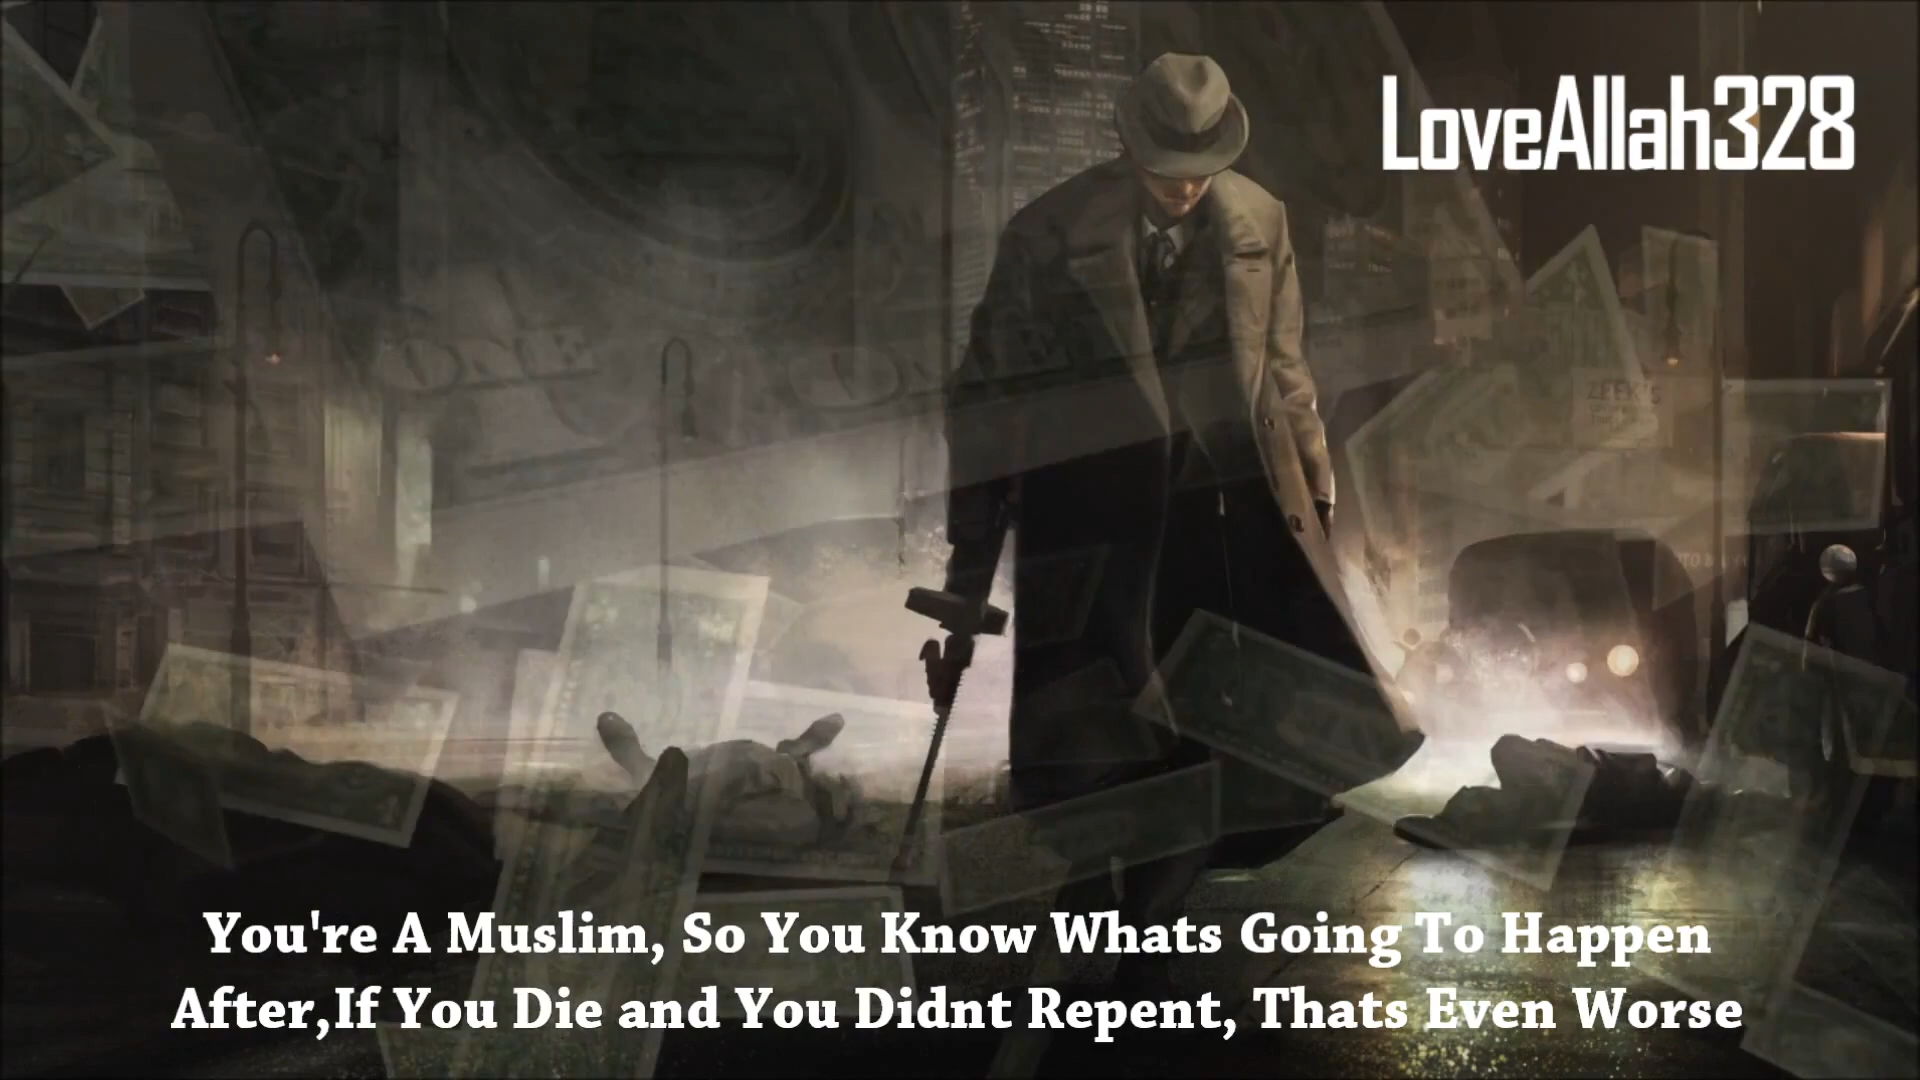 LoveAllah328
ZEEK'S
You're A Muslim, So You Know Whats Going To Happen
After,If You Die and You Didnt Repent, Thats Even Worse